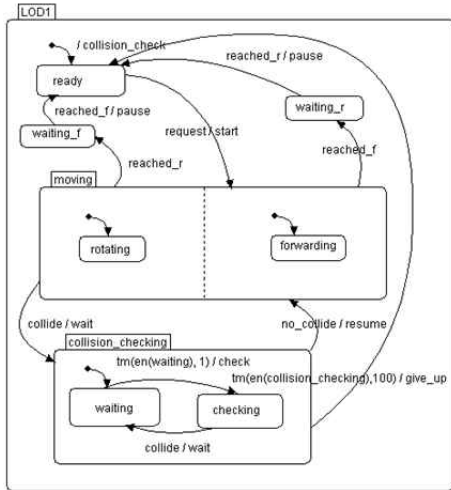 LOD1
/ collision_check
ready
reached_r / pause
reached_f / pause
waiting_r
waiting_f
request / start
reached_f
reached_r
moving
rotating
forwarding
collide / wait
no_collide / resume
collision_checking
tm(en(waiting), 1) / check
tm(en(collision_checking),100) / give_up
waiting
checking
collide / wait